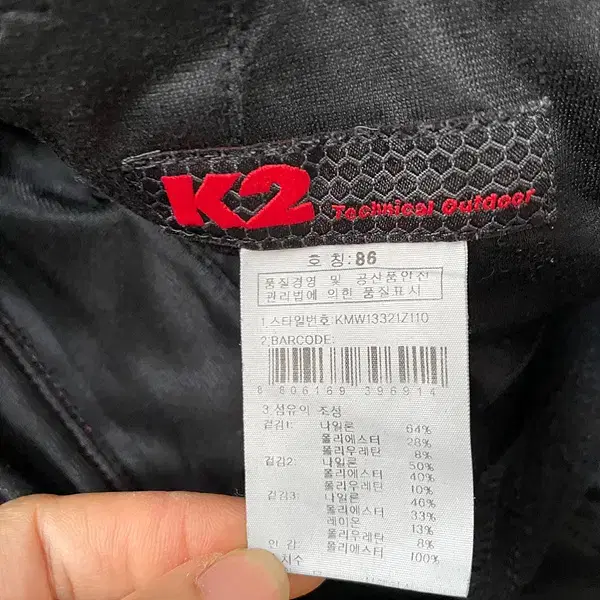 K2 Technical Outdoor
호 칭:86
품질경영 및 공산품안전
관리법에 의한 품질표시
1.스타일번호:KMW13321Z110
2.BARCODE:
8 806169 396914
3.섬유의 조성
겉감1: 나일론 64%
폴리에스터 28%
폴리우레탄 8%
겉감2: 나일론 50%
폴리에스터 40%
폴리우레탄 10%
겉감3: 나일론 46%
폴리에스터 33%
레이온 13%
폴리우레탄 8%
안 감: 폴리에스터 100%